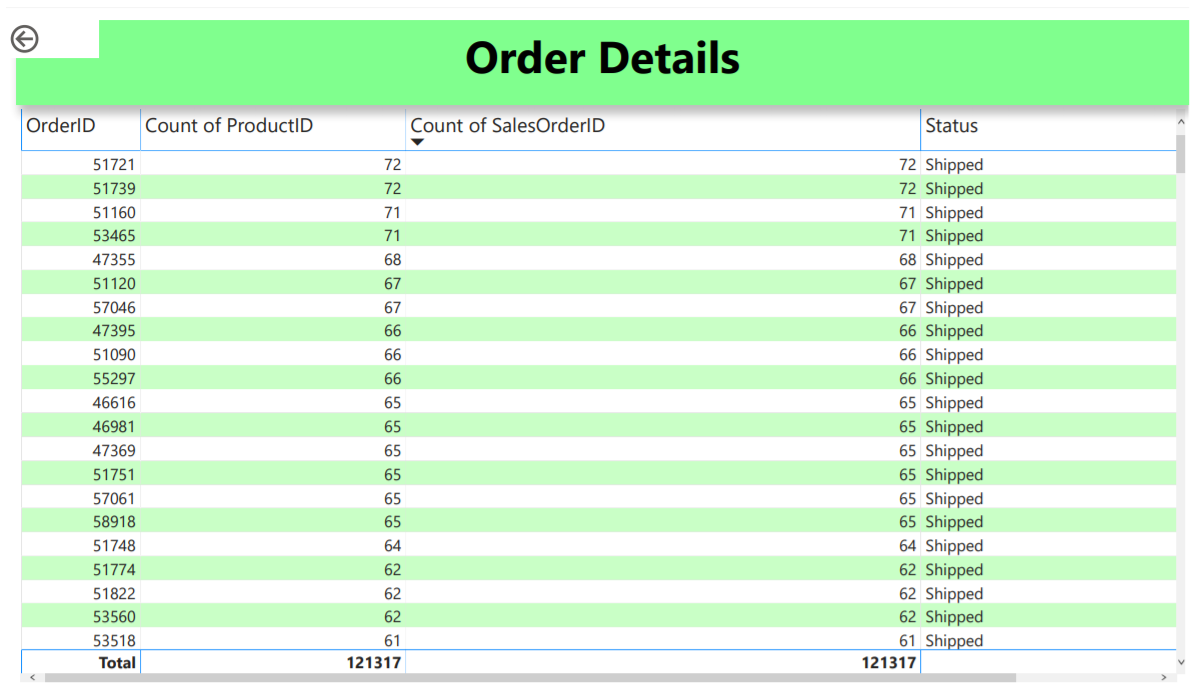 Order Details
OrderID Count of ProductID Count of SalesOrderID Status
51721 72 72 Shipped
51739 72 72 Shipped
51160 71 71 Shipped
53465 71 71 Shipped
47355 68 68 Shipped
51120 67 67 Shipped
57046 67 67 Shipped
47395 66 66 Shipped
51090 66 66 Shipped
55297 66 66 Shipped
46616 65 65 Shipped
46981 65 65 Shipped
47369 65 65 Shipped
51751 65 65 Shipped
57061 65 65 Shipped
58918 65 65 Shipped
51748 64 64 Shipped
51774 62 62 Shipped
51822 62 62 Shipped
53560 62 62 Shipped
53518 61 61 Shipped
Total 121317 121317